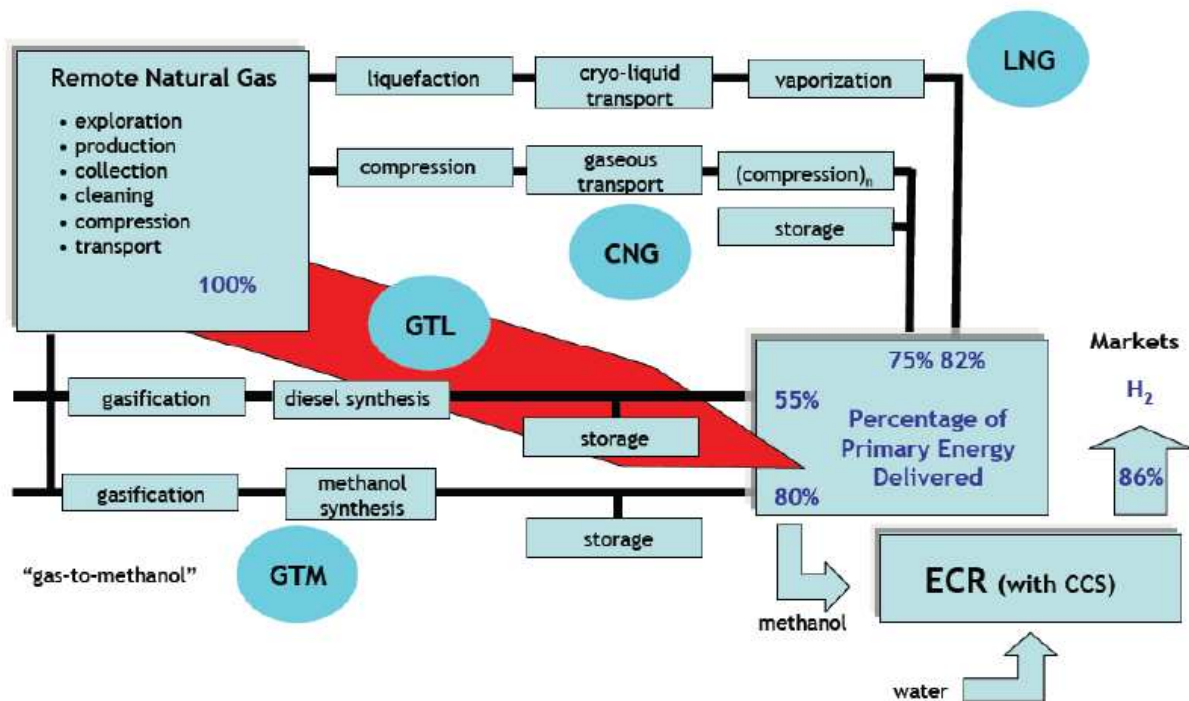 Remote Natural Gas
• exploration
• production
• collection
• cleaning
• compression
• transport
100%
liquefaction
cryo-liquid
transport
vaporization
LNG
compression
gaseous
transport
(compression)n
storage
CNG
GTL
gasification
diesel synthesis
storage
gasification
methanol
synthesis
storage
"gas-to-methanol"
GTM
75% 82%
55%
Percentage of
Primary Energy
Delivered
80%
Markets
H2
86%
methanol
ECR (with CCS)
water